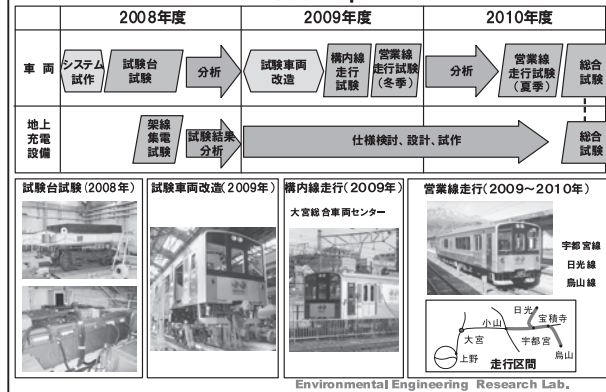 2008年度 2009年度 2010年度
車 両
システム
試作
試験台
試験
分析
試験車両
改造
構内線
走行
試験
営業線
走行試験
(冬季)
分析
営業線
走行試験
(夏季)
総合
試験
地上
充電
設備
架線
集電
試験
試験結果
分析
仕様検討、設計、試作
総合
試験
試験台試験(2008年)
試験車両改造(2009年)
構内線走行(2009年)
大宮総合車両センター
営業線走行(2009~2010年)
宇都宮線
日光線
烏山線
日光
宝積寺
小山
大宮
宇都宮
烏山
上野
走行区間
Environmental Engineering Research Lab.